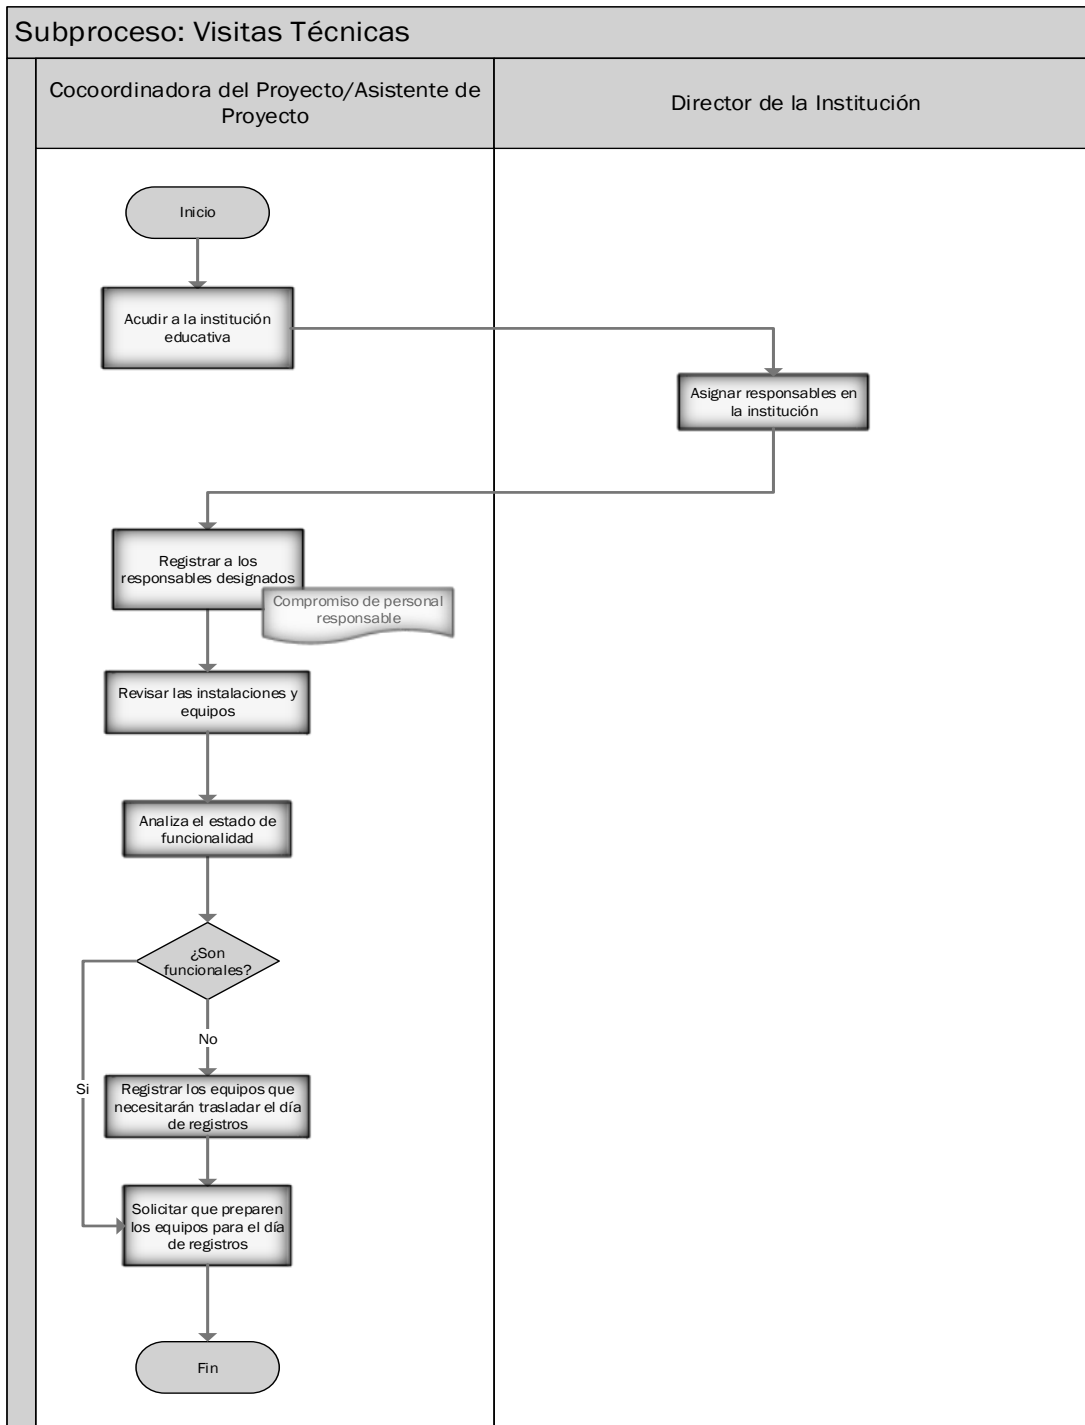 Subproceso: Visitas Técnicas
Cocoordinadora del Proyecto/Asistente de
Proyecto
Director de la Institución
Inicio
Acudir a la institución
educativa
Asignar responsables en
la institución
Registrar a los
responsables designados
Compromiso de personal
responsable
Revisar las instalaciones y
equipos
Analiza el estado de
funcionalidad
¿Son
funcionales?
No
Si
Registrar los equipos que
necesitarán trasladar el día
de registros
Solicitar que preparen
los equipos para el día
de registros
Fin